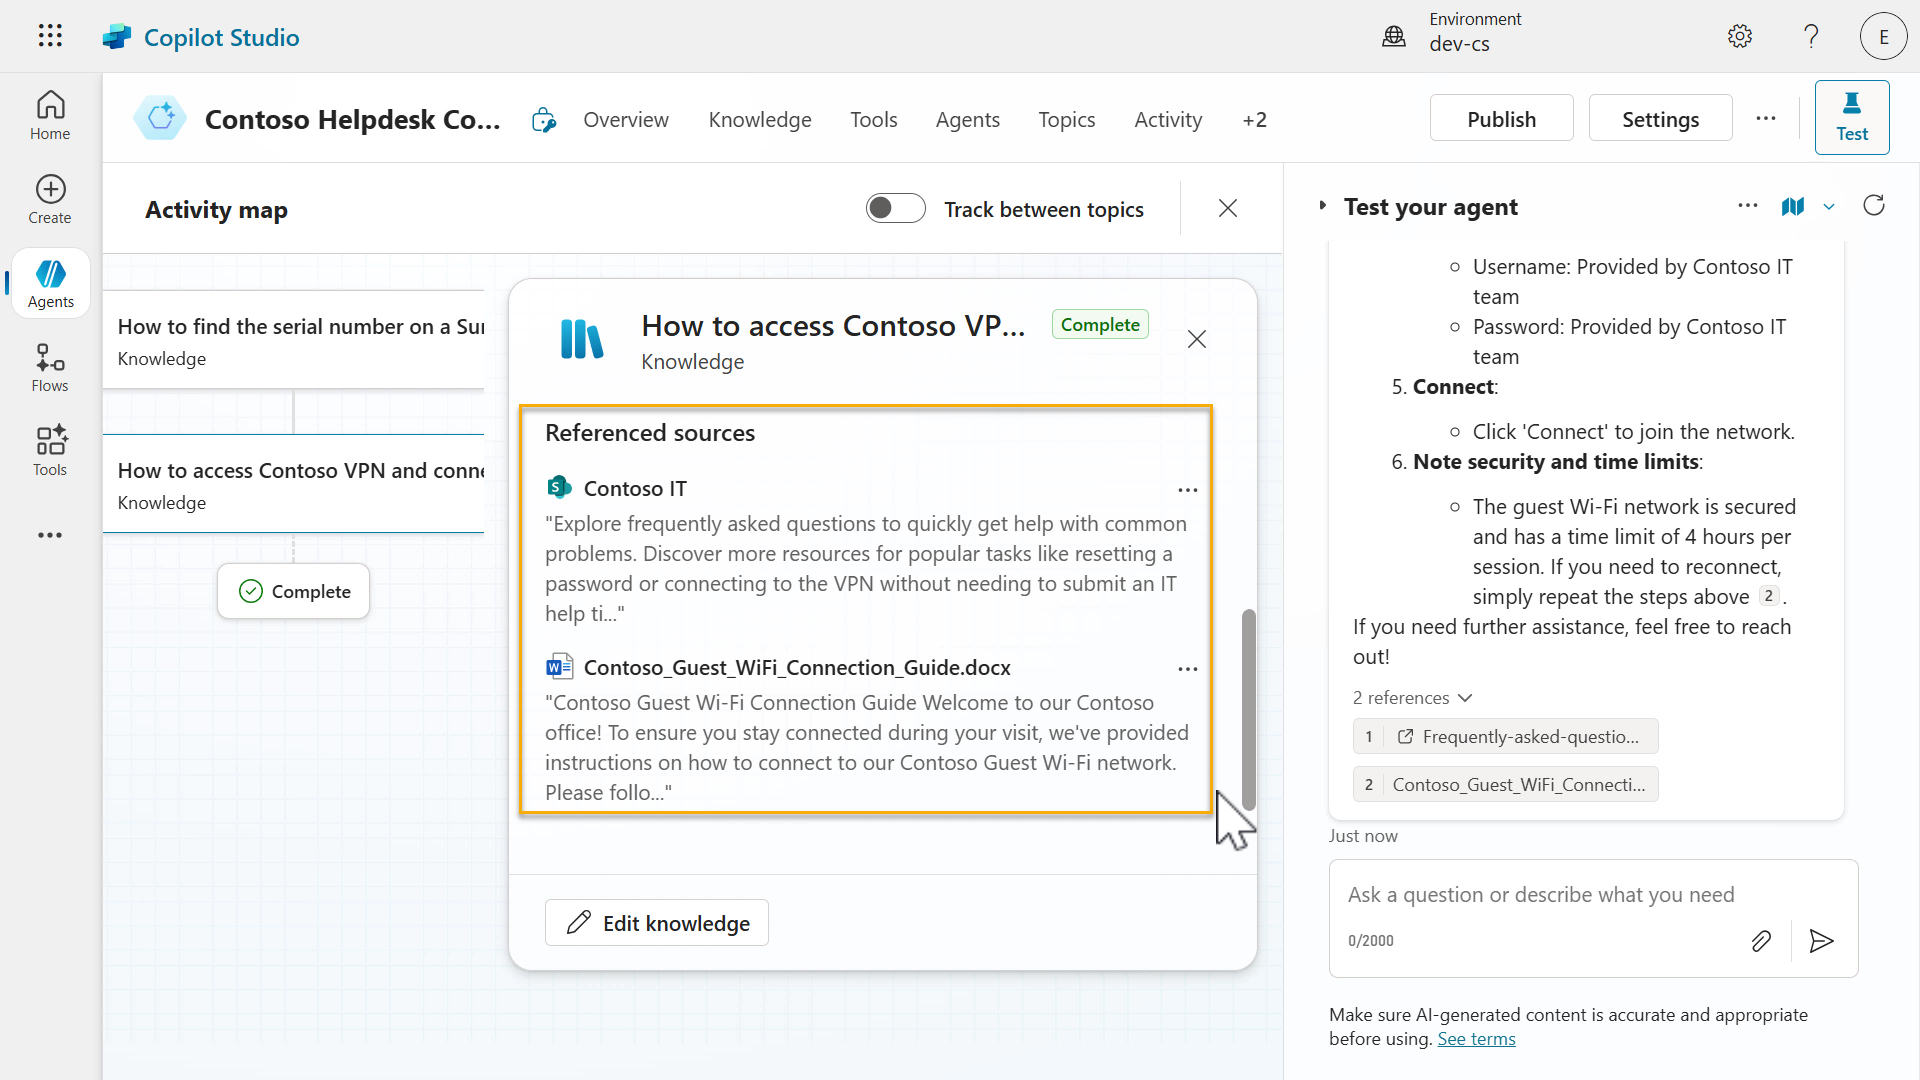 Copilot Studio
Environment
dev-cs
E
Home
Create
Agents
Flows
Tools
Contoso Helpdesk Co...
Overview
Knowledge
Tools
Agents
Topics
Activity
+2
Publish
Settings
Test
Activity map
Track between topics
How to find the serial number on a Sur
Knowledge
How to access Contoso VPN and conne
Knowledge
Complete
How to access Contoso VP...
Complete
Knowledge
Referenced sources
Contoso IT
"Explore frequently asked questions to quickly get help with common
problems. Discover more resources for popular tasks like resetting a
password or connecting to the VPN without needing to submit an IT
help ti..."
Contoso_Guest_WiFi_Connection_Guide.docx
"Contoso Guest Wi-Fi Connection Guide Welcome to our Contoso
office! To ensure you stay connected during your visit, we've provided
instructions on how to connect to our Contoso Guest Wi-Fi network.
Please follo..."
Edit knowledge
Test your agent
Username: Provided by Contoso IT
team
Password: Provided by Contoso IT
team
5. Connect:
Click 'Connect' to join the network.
6. Note security and time limits:
The guest Wi-Fi network is secured
and has a time limit of 4 hours per
session. If you need to reconnect,
simply repeat the steps above 2 .
If you need further assistance, feel free to reach
out!
2 references
1 Frequently-asked-questio...
2 Contoso_Guest_WiFi_Connecti...
Just now
Ask a question or describe what you need
0/2000
Make sure AI-generated content is accurate and appropriate
before using. See terms